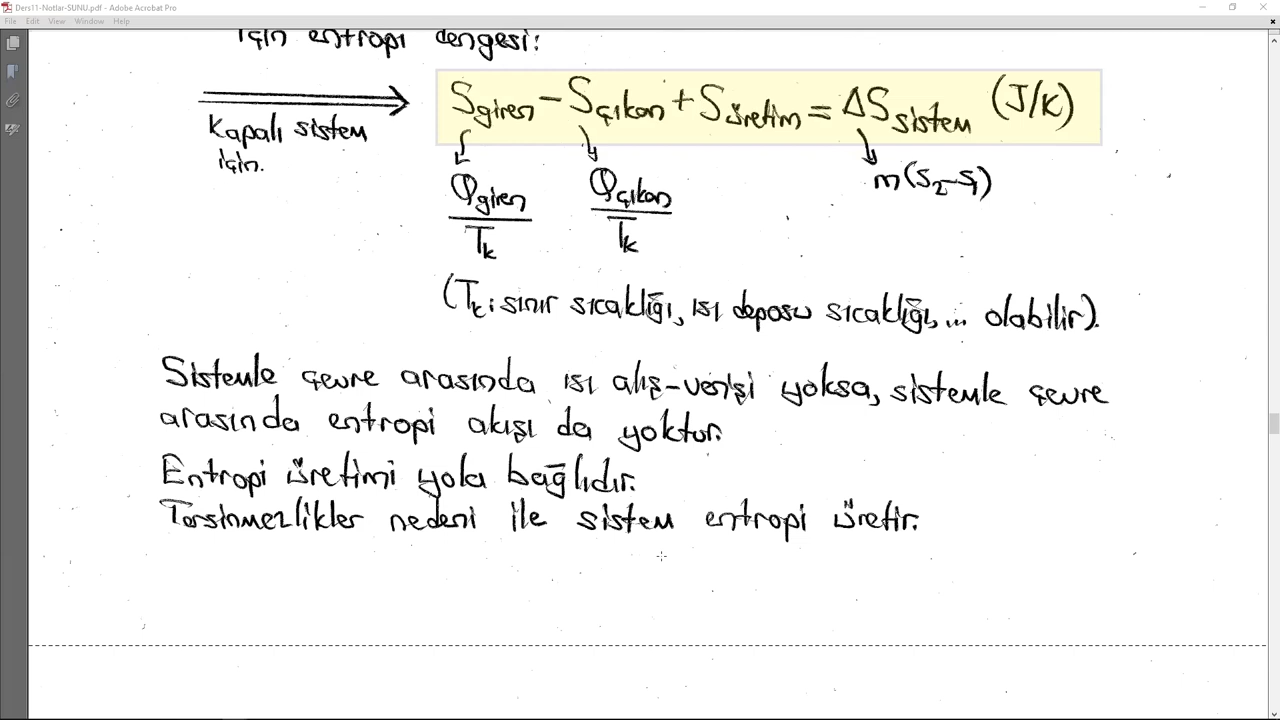 Ders11-Notlar-SUNU.pdf - Adobe Acrobat Pro
File Edit View Window Help
için entropi dengesi:
Kapalı sistem için.
S_giren - S_çıkan + S_üretim = ΔS_sistem (J/K)
Q_giren / T_k
Q_çıkan / T_k
m(s_2-s_1)
(T_k: sınır sıcaklığı, ısı deposu sıcaklığı, ... olabilir).
Sistemle çevre arasında ısı alış-verişi yoksa, sistemle çevre
arasında entropi akışı da yoktur.
Entropi üretimi yola bağlıdır.
Tersinmezlikler nedeni ile sistem entropi üretir.